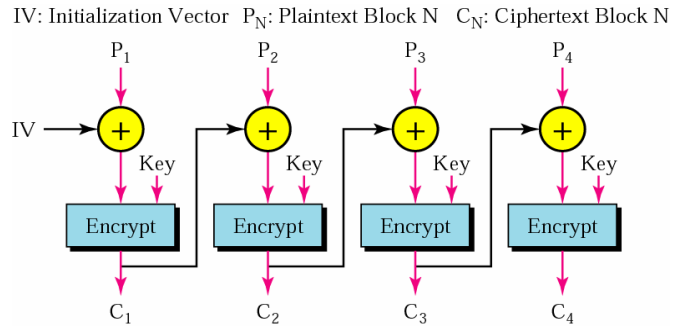 IV: Initialization Vector P_N: Plaintext Block N C_N: Ciphertext Block N
P_1 P_2 P_3 P_4
IV + + + +
Key Key Key Key
Encrypt Encrypt Encrypt Encrypt
C_1 C_2 C_3 C_4